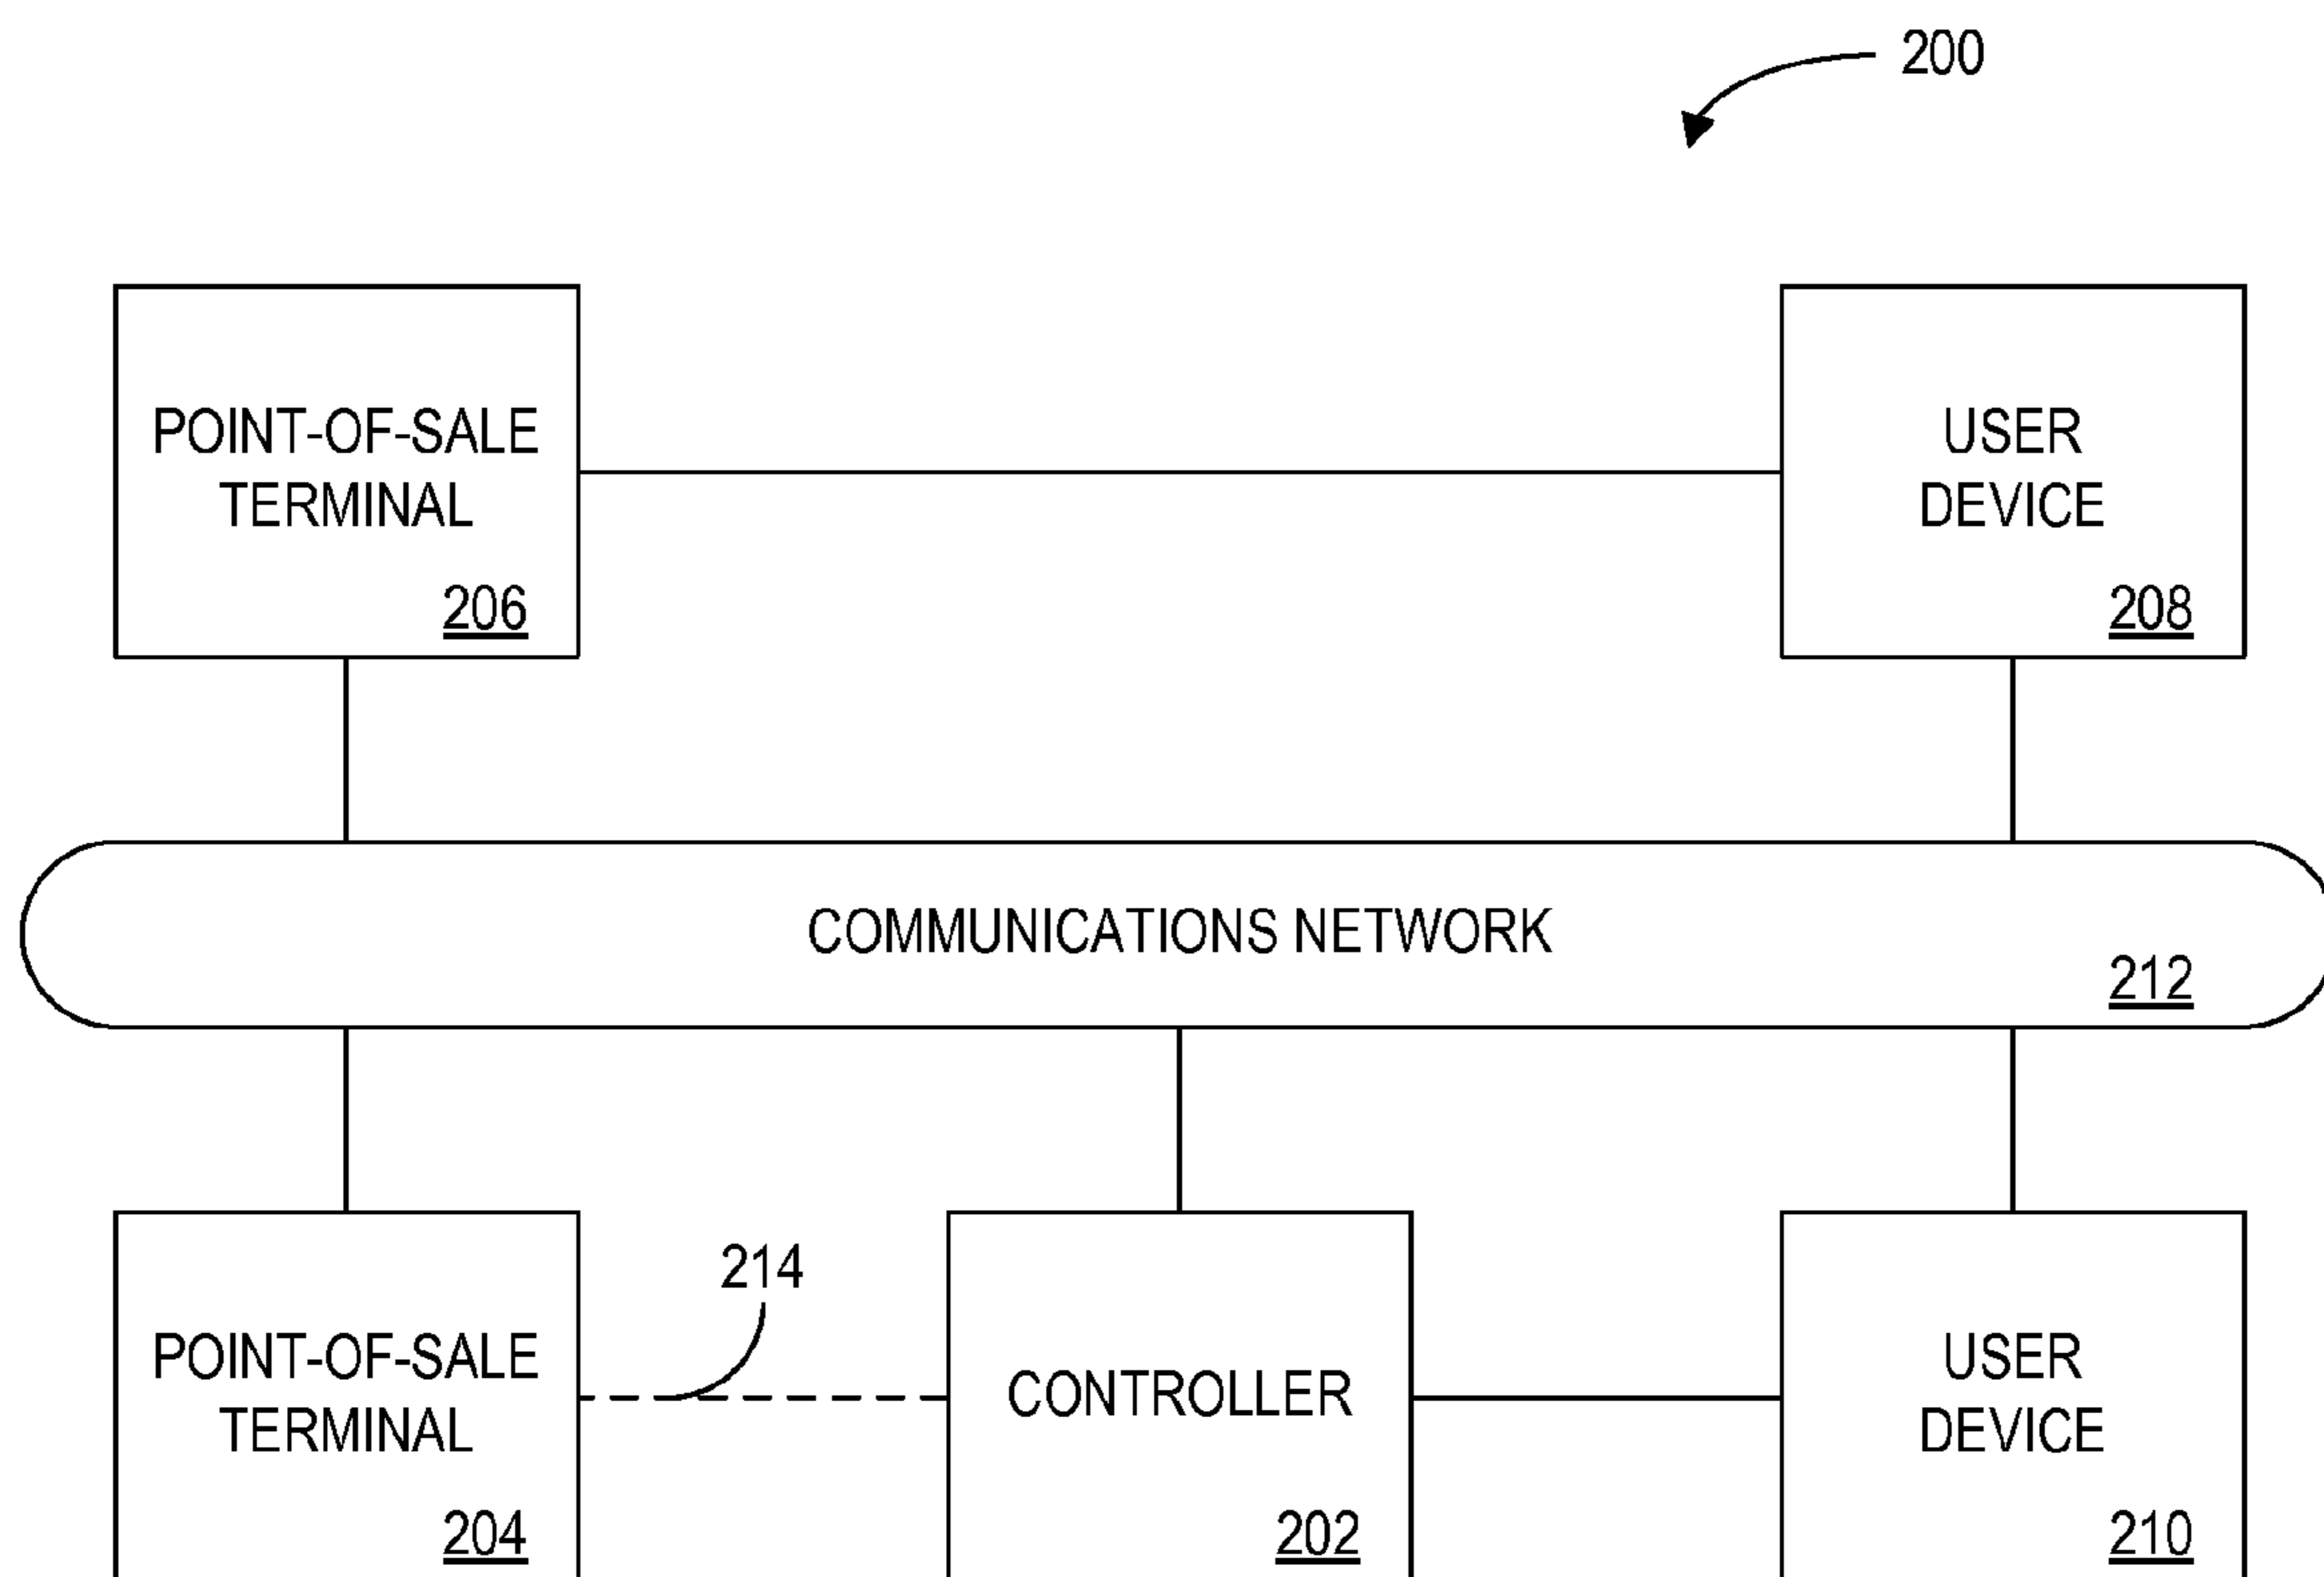 200
POINT-OF-SALE
TERMINAL
206
USER
DEVICE
208
COMMUNICATIONS NETWORK
212
POINT-OF-SALE
TERMINAL
204
214
CONTROLLER
202
USER
DEVICE
210